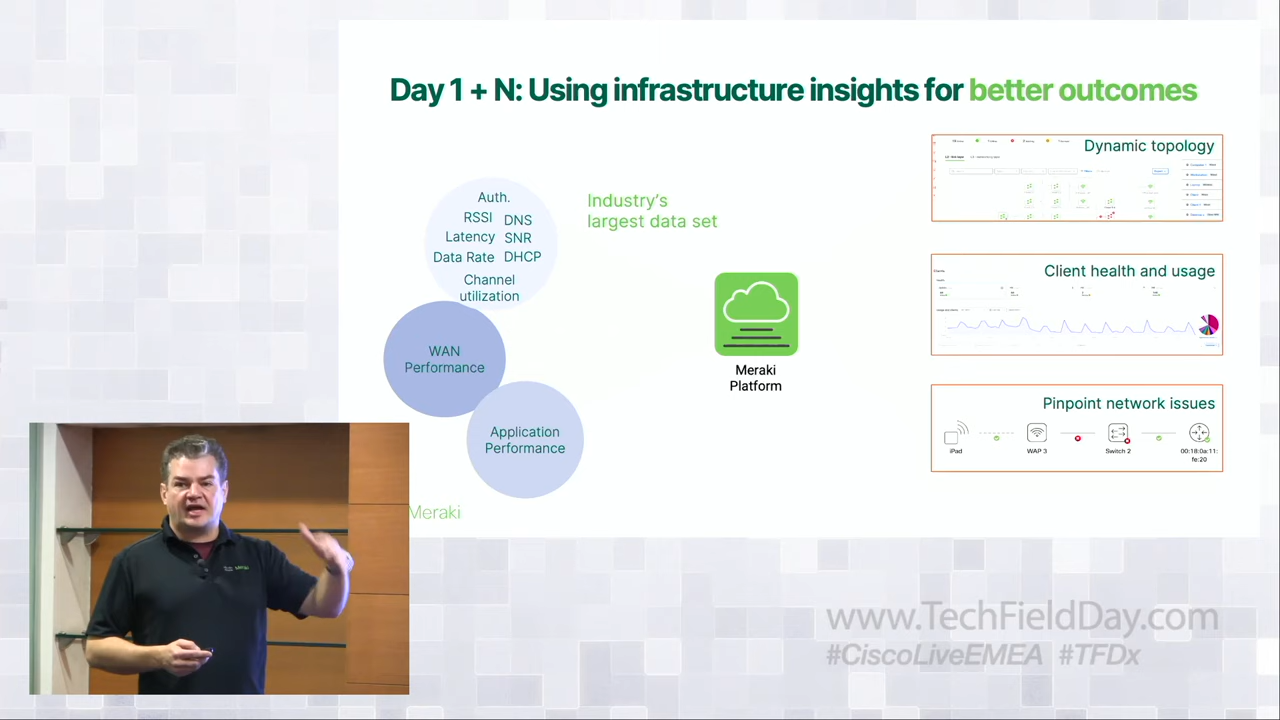 Day 1 + N: Using infrastructure insights for better outcomes
Auth.
RSSI DNS
Latency SNR
Data Rate DHCP
Channel
utilization
WAN
Performance
Application
Performance
Industry's
largest data set
Meraki
Platform
Dynamic topology
Client health and usage
Pinpoint network issues
iPad
WAP 3
Switch 2
00:18:0a:11:
fe:20
Meraki
www.TechFieldDay.com
#CiscoLiveEMEA #TFDx